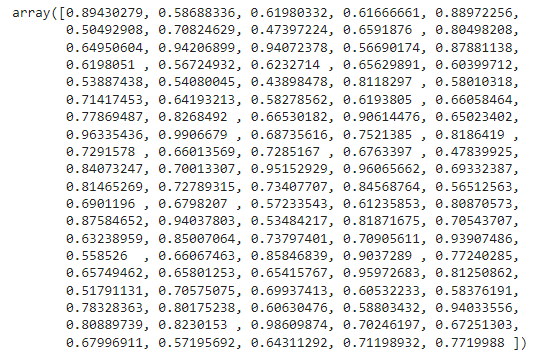 array([0.89430279, 0.58688336, 0.61980332, 0.61666661, 0.88972256,
0.50492908, 0.70824629, 0.47397224, 0.6591876 , 0.80498208,
0.64950604, 0.94206899, 0.94072378, 0.56690174, 0.87881138,
0.6198051 , 0.56724932, 0.6232714 , 0.65629891, 0.60399712,
0.53887438, 0.54080045, 0.43898478, 0.8118297 , 0.58010318,
0.71417453, 0.64193213, 0.58278562, 0.6193805 , 0.66058464,
0.77869487, 0.8268492 , 0.66530182, 0.90614476, 0.65023402,
0.96335436, 0.9906679 , 0.68735616, 0.7521385 , 0.8186419 ,
0.7291578 , 0.66013569, 0.7285167 , 0.6763397 , 0.47839925,
0.84073247, 0.70013307, 0.95152929, 0.96065662, 0.69332387,
0.81465269, 0.72789315, 0.73407707, 0.84568764, 0.56512563,
0.6901196 , 0.6798207 , 0.57233543, 0.61235853, 0.80870573,
0.87584652, 0.94037803, 0.53484217, 0.81871675, 0.70543707,
0.63238959, 0.85007064, 0.73797401, 0.70905611, 0.93907486,
0.558526  , 0.66067463, 0.85846839, 0.9037289 , 0.77240285,
0.65749462, 0.65801253, 0.65415767, 0.95972683, 0.81250862,
0.51791131, 0.70575075, 0.69937413, 0.60532233, 0.58376191,
0.78328363, 0.80175238, 0.60630476, 0.58803432, 0.94033556,
0.80889739, 0.8230153 , 0.98609874, 0.70246197, 0.67251303,
0.67996911, 0.57195692, 0.64311292, 0.71198932, 0.7719988 ])